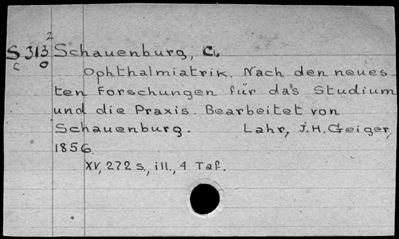 2
S 313 Schauenburg, C.
C O
Ophthalmiatrik. Nach den neues-
ten Forschungen für das Studium
und die Praxis. Bearbeitet von
Schauenburg. Lahr, J.H. Geiger,
1856.
XV, 272 s., ill., 4 Taf.